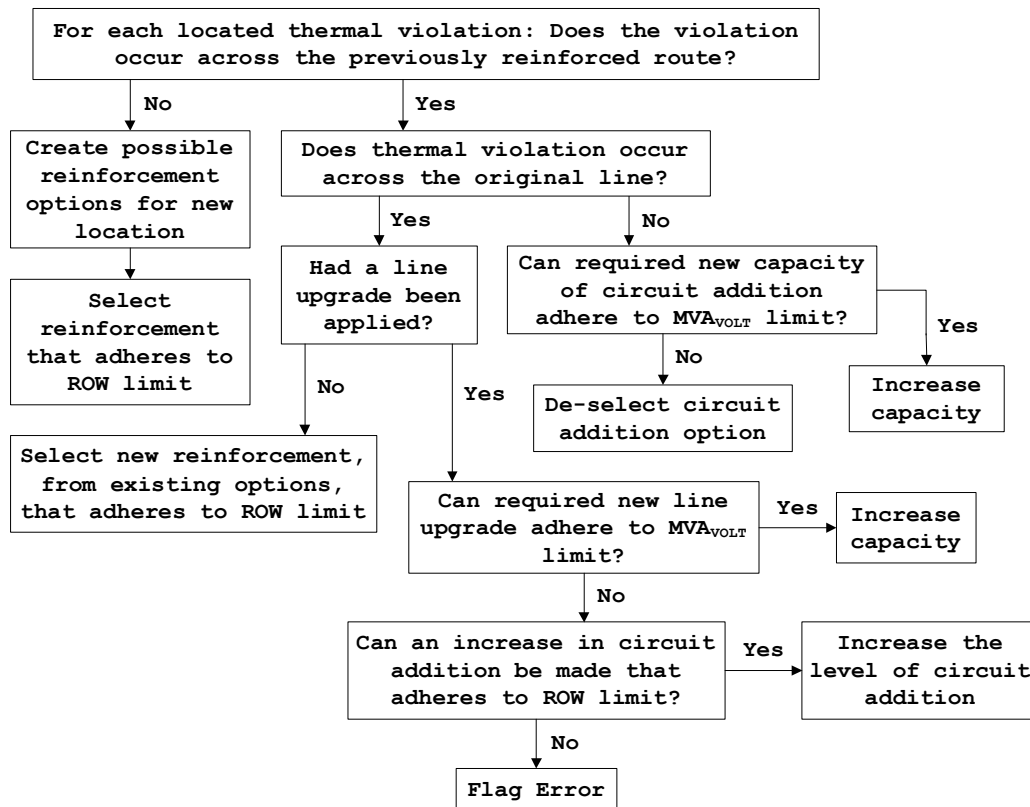 For each located thermal violation: Does the violation
occur across the previously reinforced route?
No
Yes
Create possible
reinforcement
options for new
location
Does thermal violation occur
across the original line?
Yes
No
Select
reinforcement
that adheres to
ROW limit
Had a line
upgrade been
applied?
Can required new capacity
of circuit addition
adhere to MVAVOLT limit?
Yes
No
No
Yes
Increase
capacity
De-select circuit
addition option
Select new reinforcement,
from existing options,
that adheres to ROW limit
Can required new line
upgrade adhere to MVAVOLT
limit?
Yes
Increase
capacity
No
Can an increase in circuit
addition be made that
adheres to ROW limit?
Yes
Increase the
level of circuit
addition
No
Flag Error